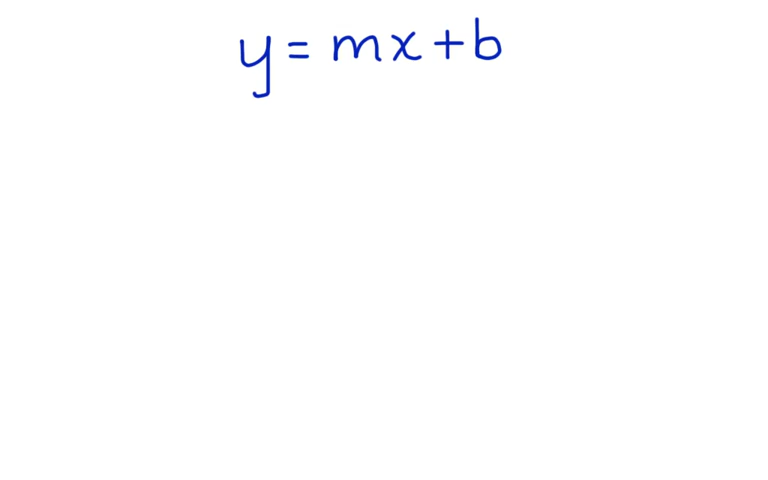 y = mx + b